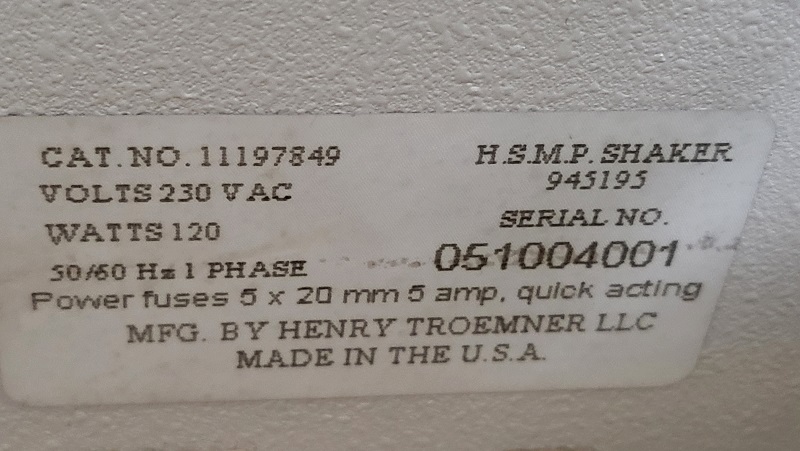 CAT. NO. 11197849
VOLTS 230 VAC
WATTS 120
50/60 Hz 1 PHASE
H.S.M.P. SHAKER
945195
SERIAL NO.
051004001
Power fuses 5 x 20 mm 5 amp, quick acting
MFG. BY HENRY TROEMNER LLC
MADE IN THE U.S.A.